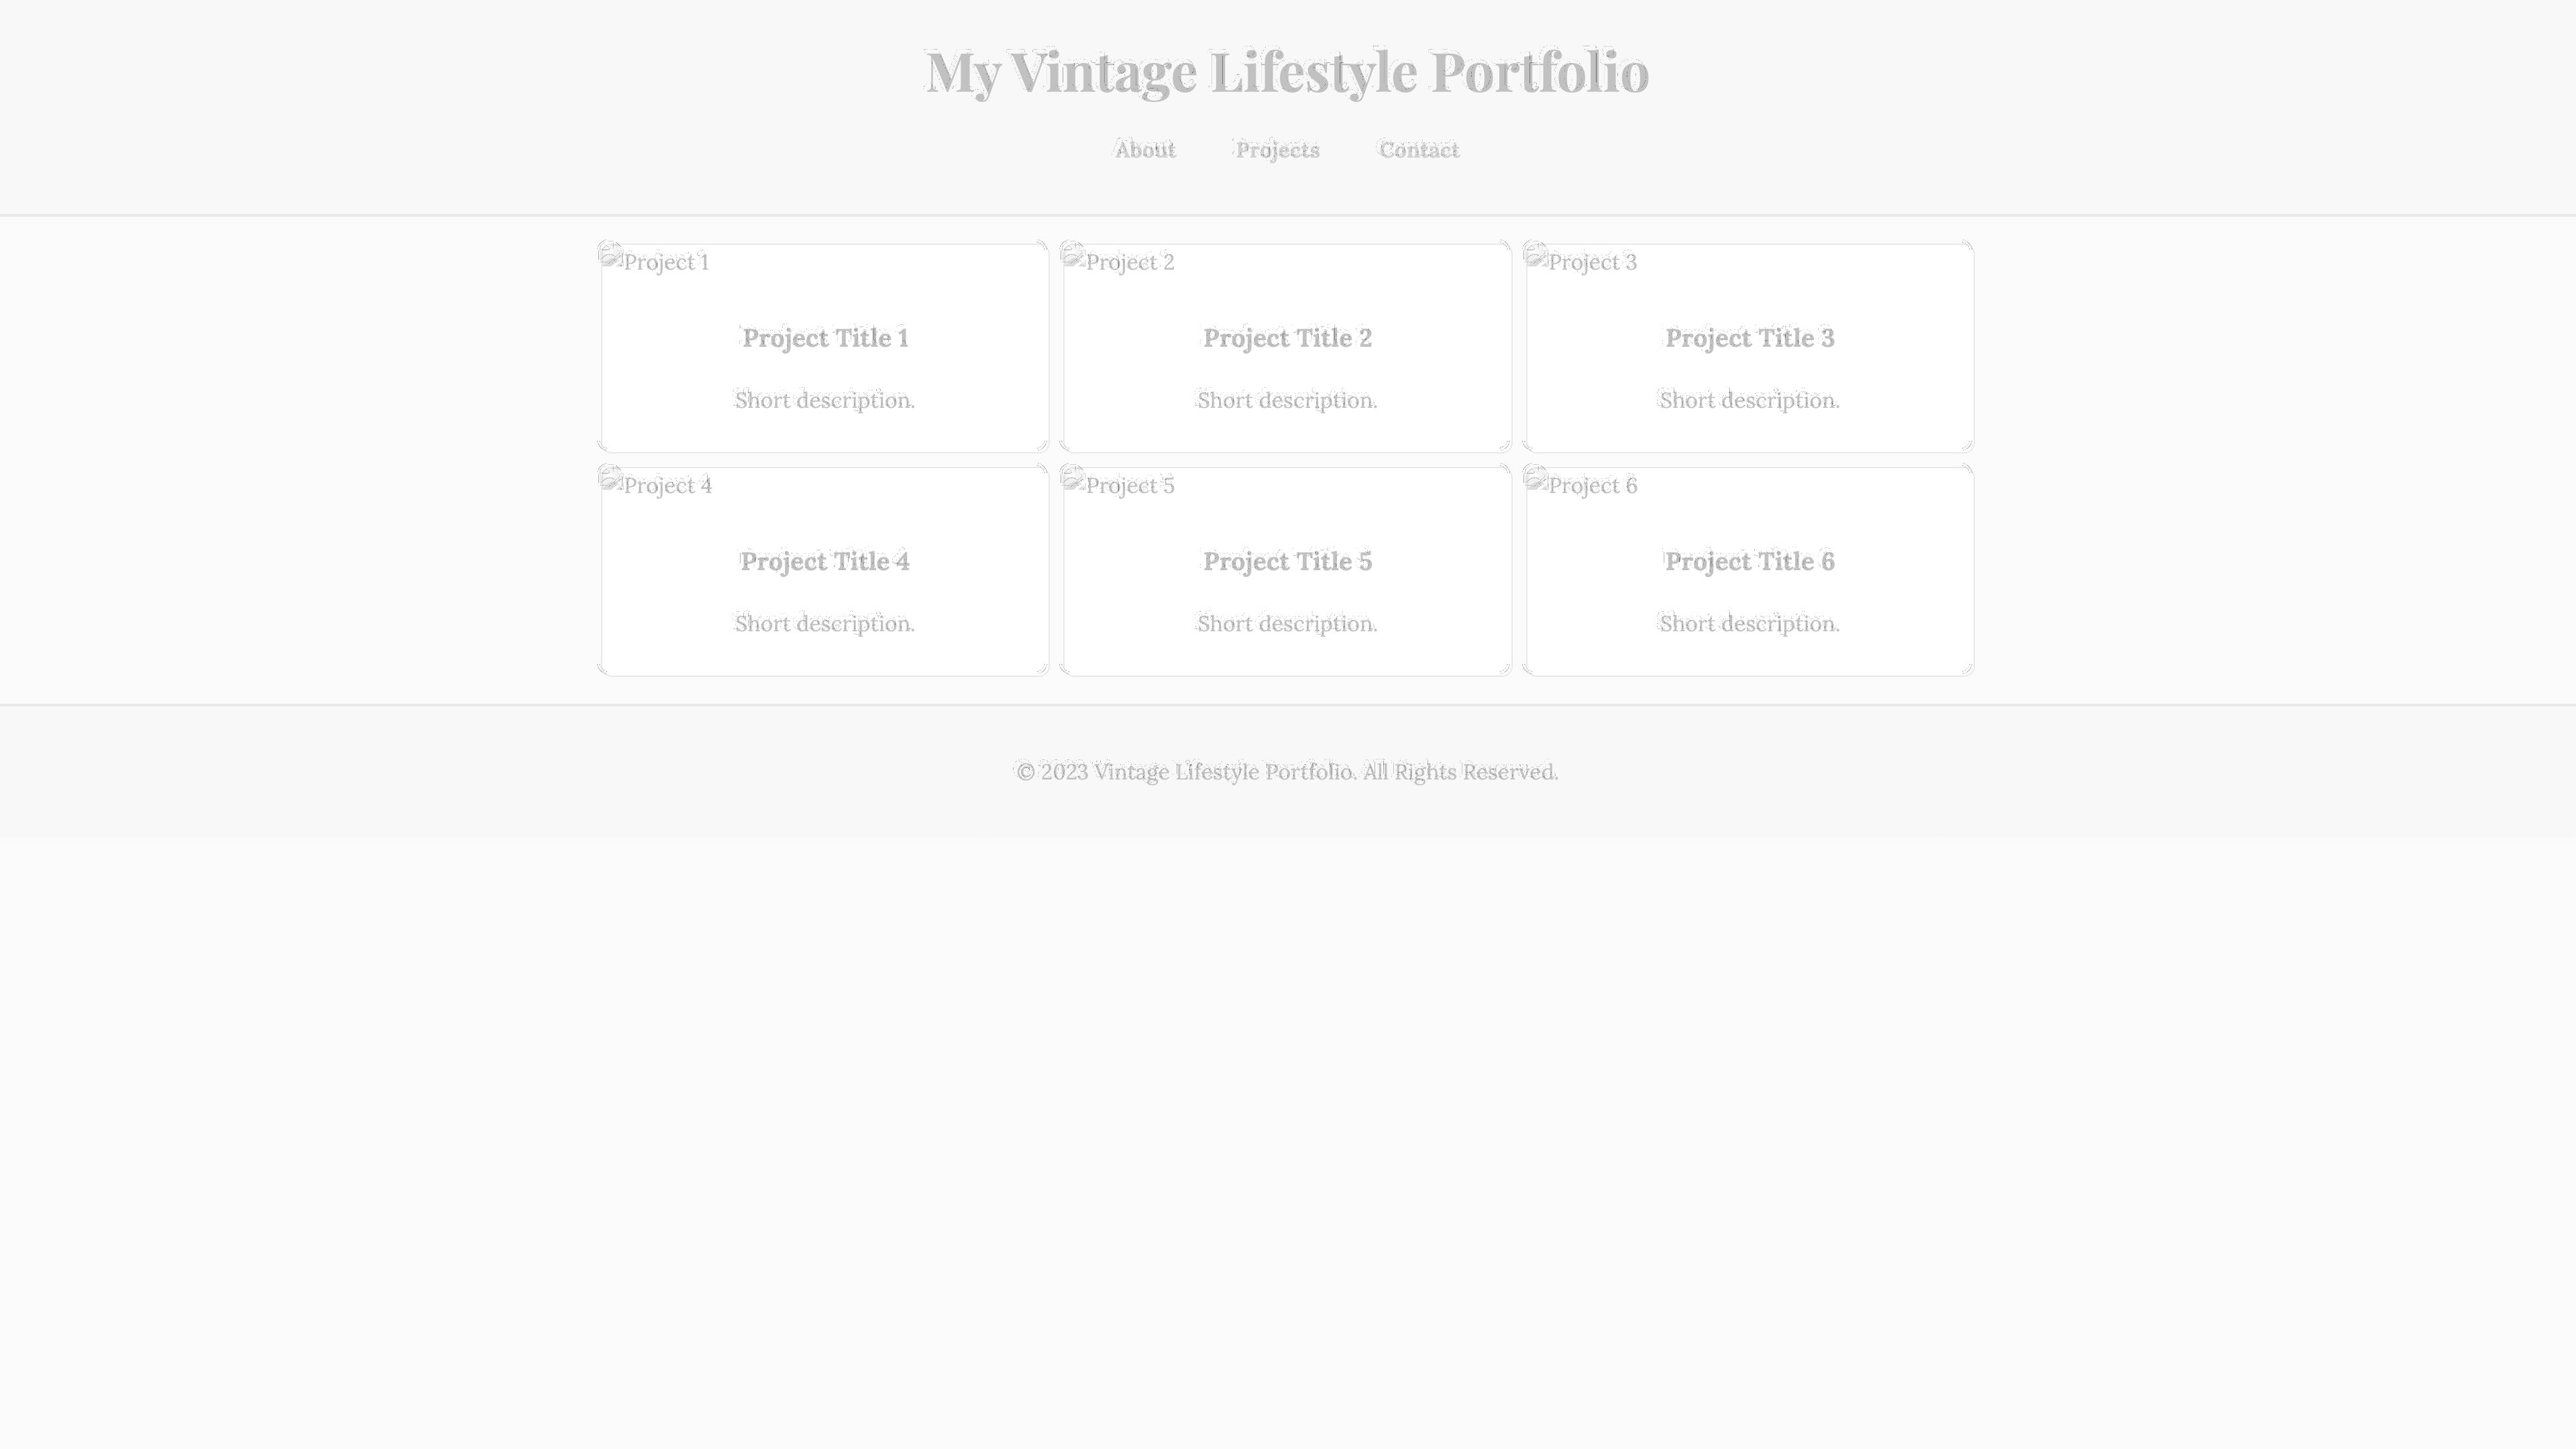 My Vintage Lifestyle Portfolio
About Projects Contact
Project 1 Project 2 Project 3
Project Title 1 Project Title 2 Project Title 3
Short description. Short description. Short description.
Project 4 Project 5 Project 6
Project Title 4 Project Title 5 Project Title 6
Short description. Short description. Short description.
© 2023 Vintage Lifestyle Portfolio. All Rights Reserved.